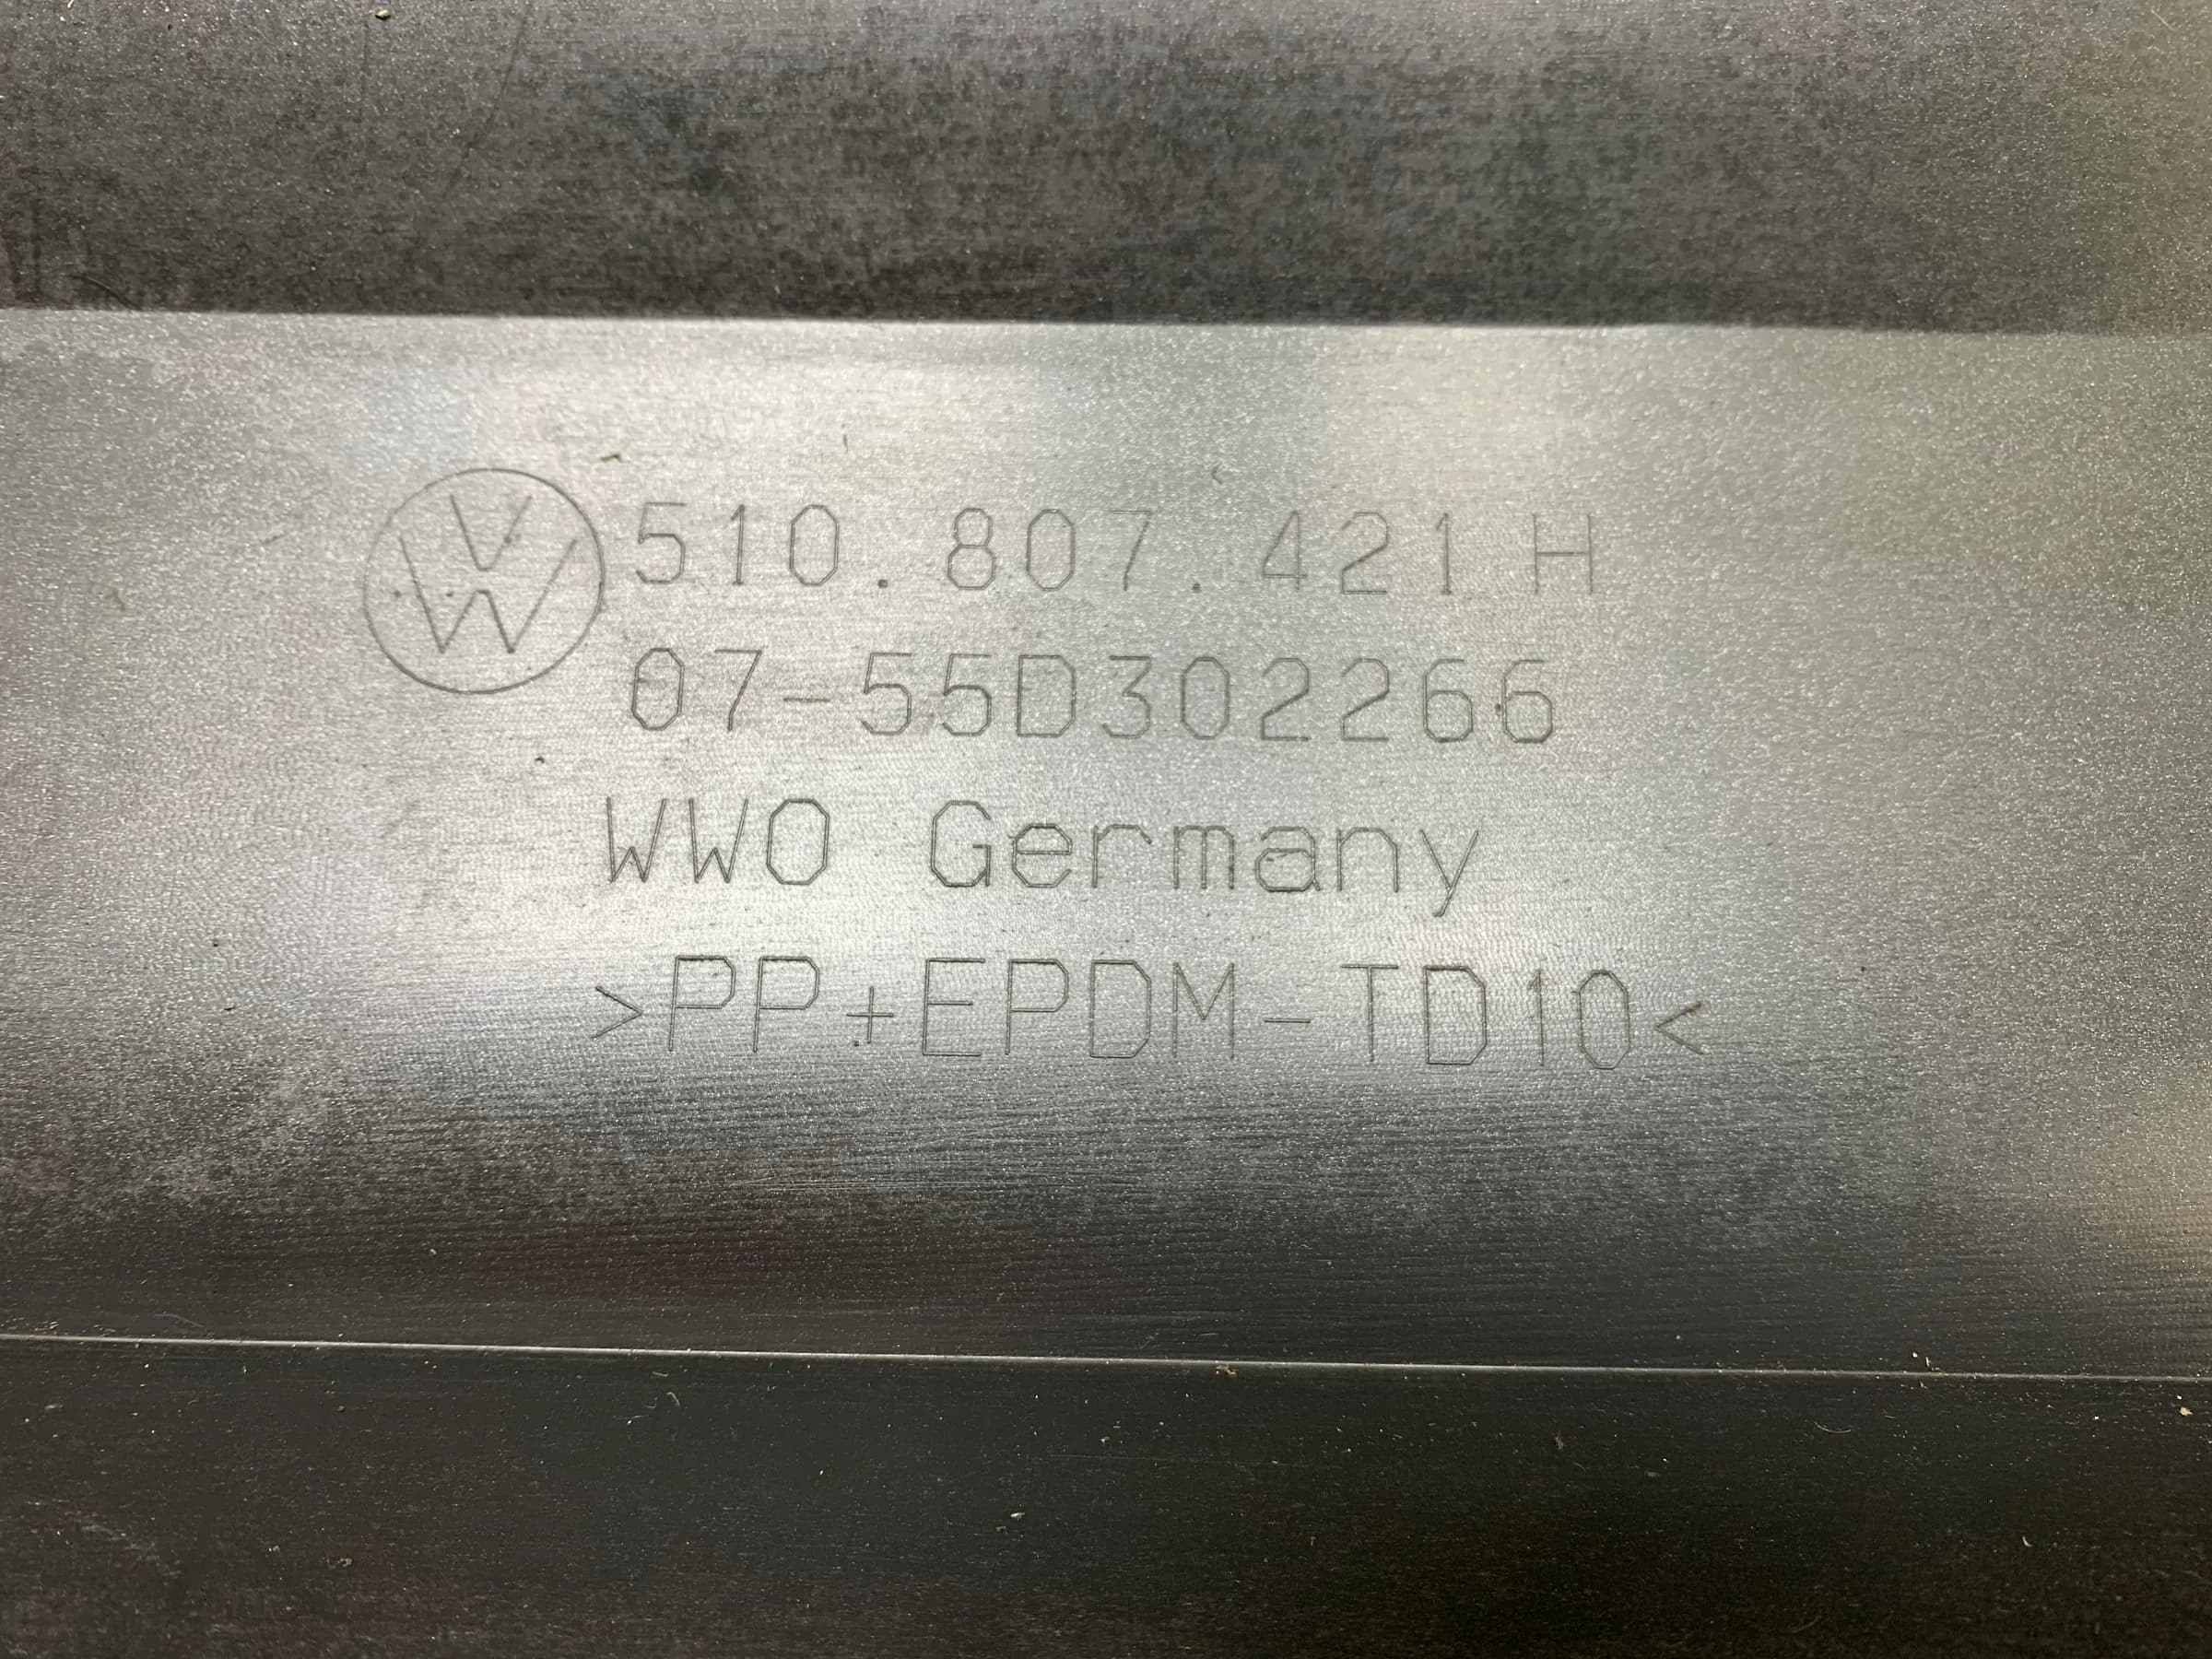 510.807.421 H
07-55D302266
WWO Germany
>PP+EPDM-TD10<